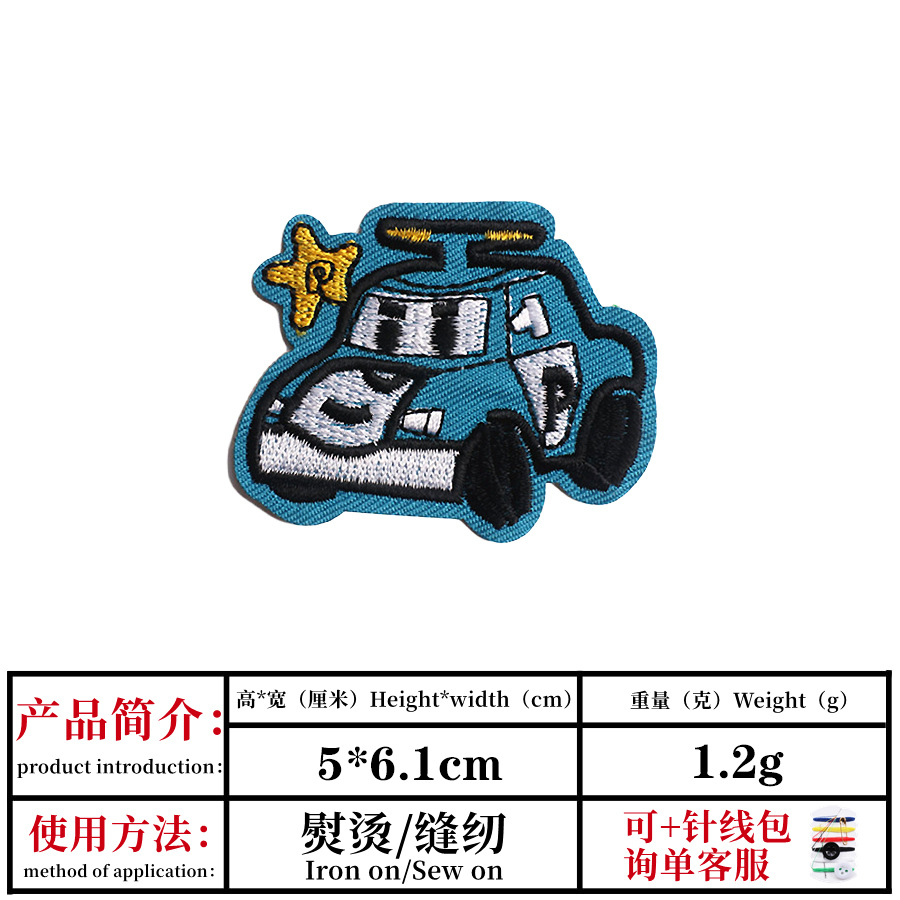 P
1
P
产品简介：
product introduction：
高*宽（厘米）Height*width（cm）
重量（克）Weight（g）
5*6.1cm
1.2g
使用方法：
method of application：
熨烫/缝纫
Iron on/Sew on
可+针线包
询单客服